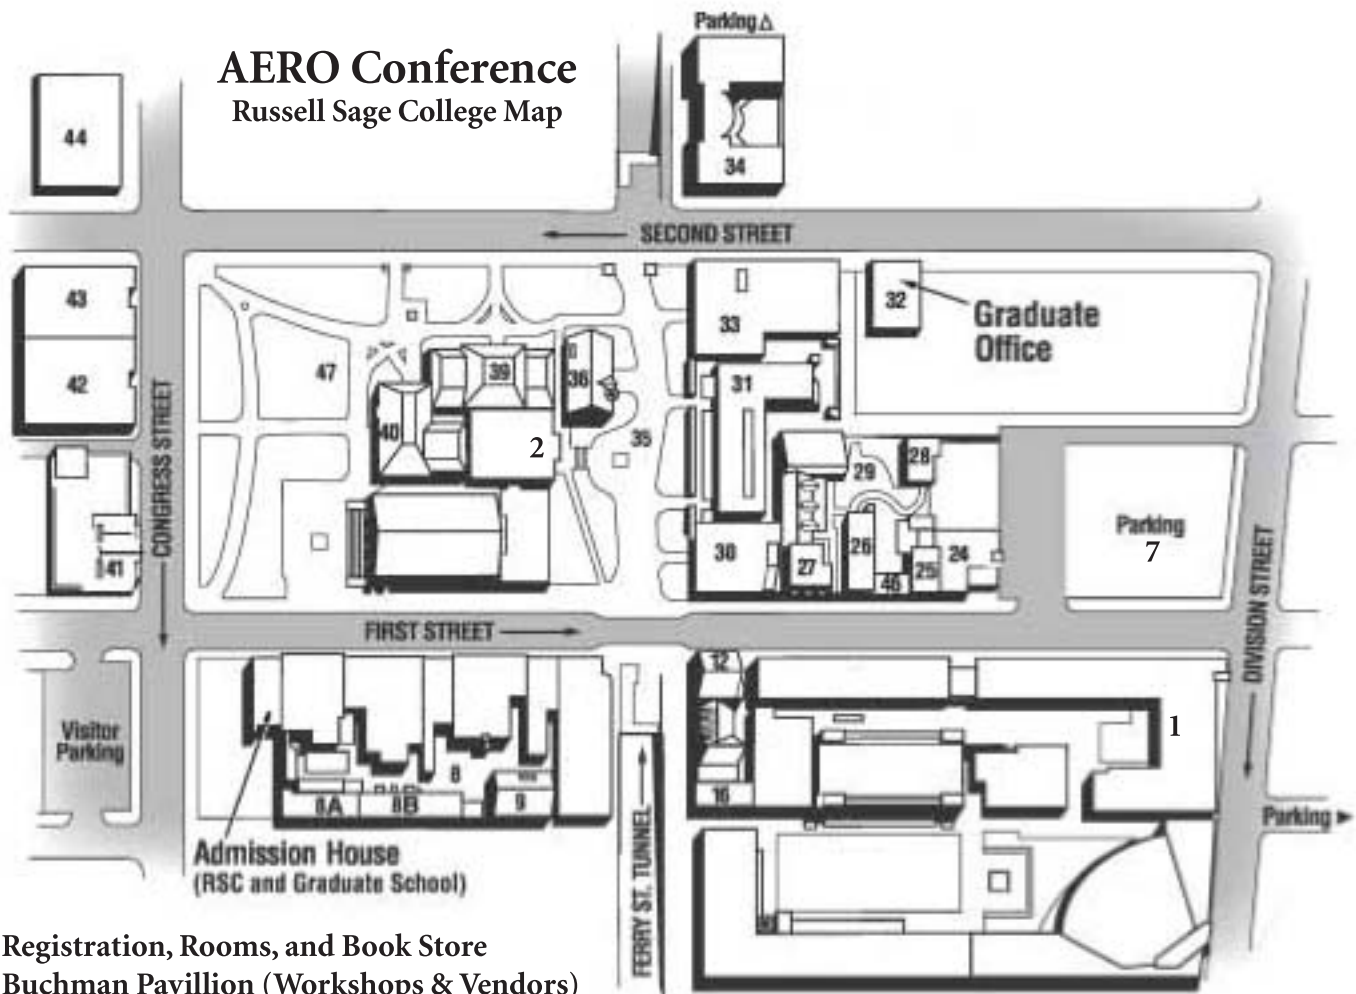 Parking △
AERO Conference
Russell Sage College Map
44
34
SECOND STREET
43
32
Graduate
Office
33
42
47
39
36
31
40
2
35
CONGRESS STREET
28
29
Parking
7
41
30
27
26
46
25
24
DIVISION STREET
FIRST STREET
12
Visitor
Parking
1
8
8A
8B
9
16
Parking ▶
Admission House
(RSC and Graduate School)
FERRY ST. TUNNEL
Registration, Rooms, and Book Store
Buchman Pavillion (Workshops & Vendors)